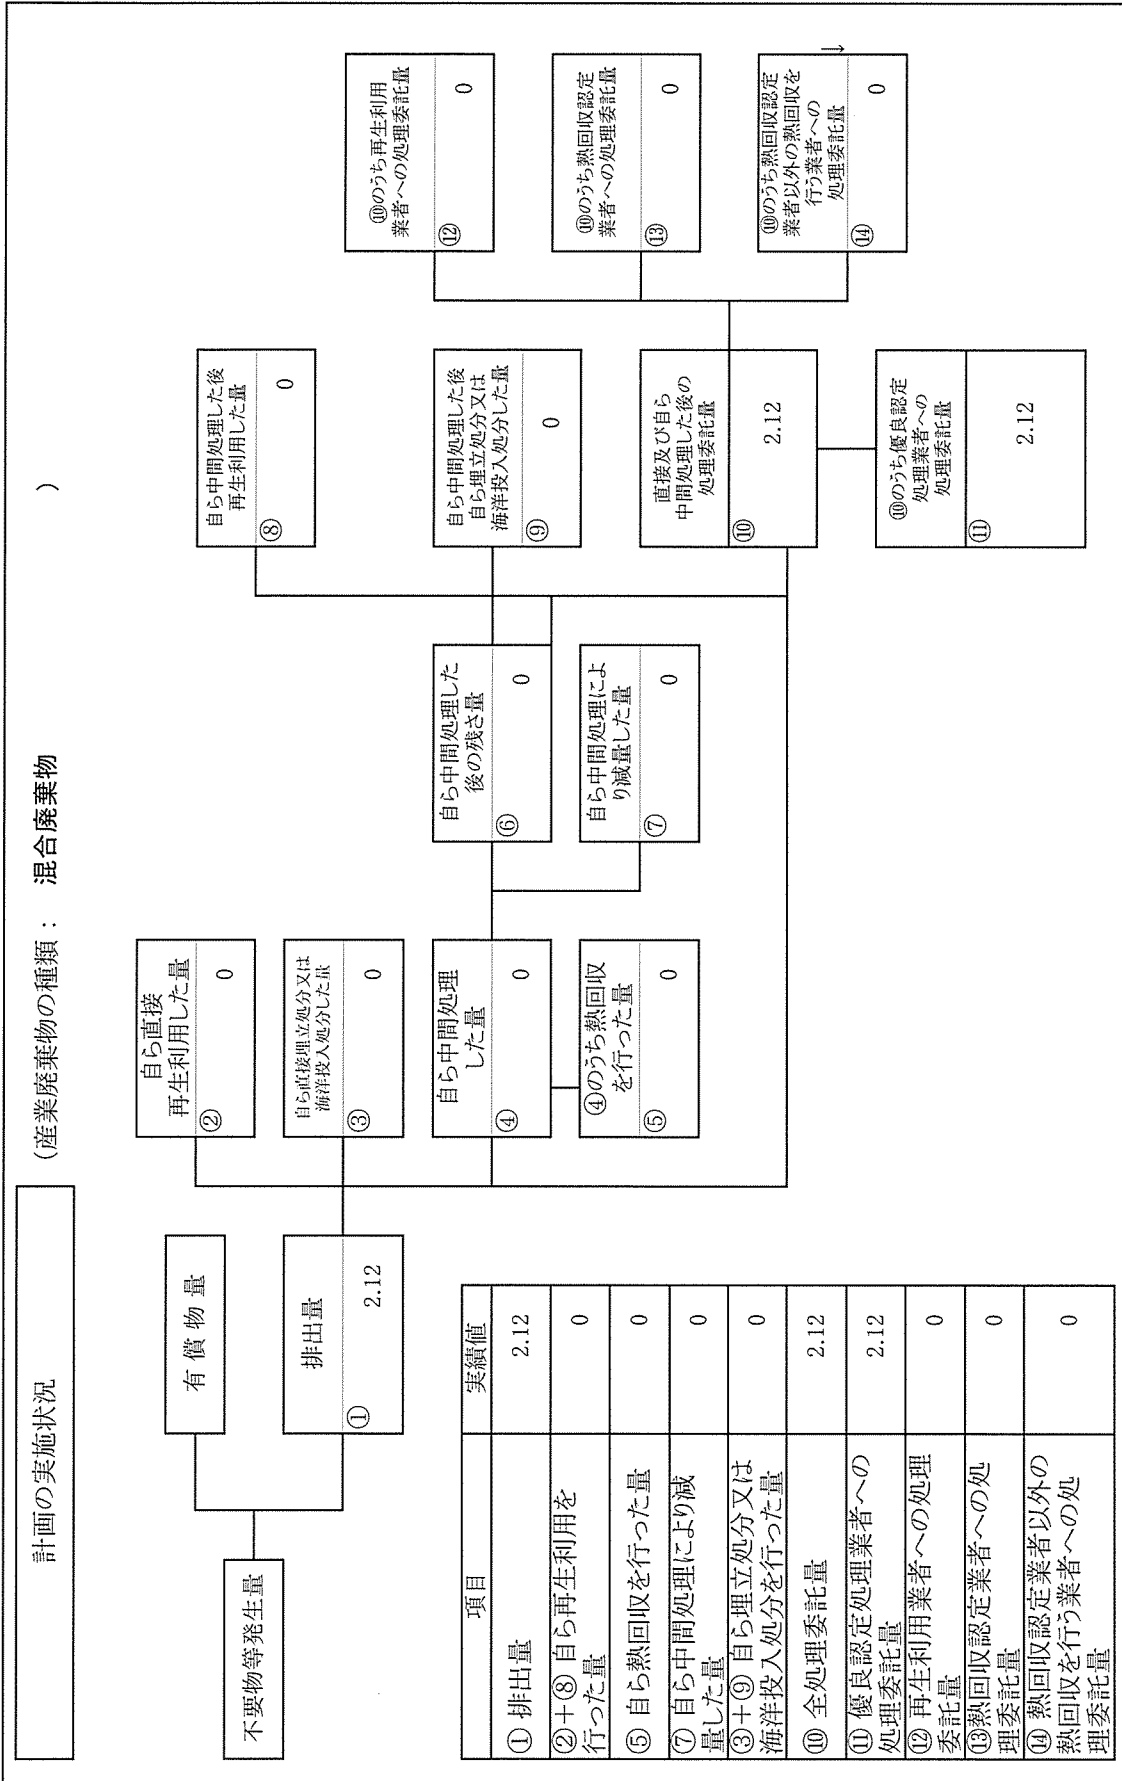 計画の実施状況
(産業廃棄物の種類： 混合廃棄物 )
不要物等発生量
有 償 物 量
排出量
① 2.12
自ら直接
再生利用した量
② 0
自ら直接埋立処分又は
海洋投入処分した量
③ 0
自ら中間処理
した量
④ 0
④のうち熱回収
を行った量
⑤ 0
自ら中間処理した
後の残さ量
⑥ 0
自ら中間処理によ
り減量した量
⑦ 0
自ら中間処理した後
再生利用した量
⑧ 0
自ら中間処理した後
自ら埋立処分又は
海洋投入処分した量
⑨ 0
直接及び自ら
中間処理した後の
処理委託量
⑩ 2.12
⑩のうち優良認定
処理業者への
処理委託量
⑪ 2.12
⑩のうち再生利用
業者への処理委託量
⑫ 0
⑩のうち熱回収認定
業者への処理委託量
⑬ 0
⑩のうち熱回収認定
業者以外の熱回収を
行う業者への
処理委託量
⑭ 0
項目 実績値
① 排出量 2.12
②＋⑧ 自ら再生利用を
行った量 0
⑤ 自ら熱回収を行った量 0
⑦ 自ら中間処理により減
量した量 0
③＋⑨ 自ら埋立処分又は
海洋投入処分を行った量 0
⑩ 全処理委託量 2.12
⑪ 優良認定処理業者への
処理委託量 2.12
⑫ 再生利用業者への処理
委託量 0
⑬熱回収認定業者への処
理委託量 0
⑭ 熱回収認定業者以外の
熱回収を行う業者への処
理委託量 0